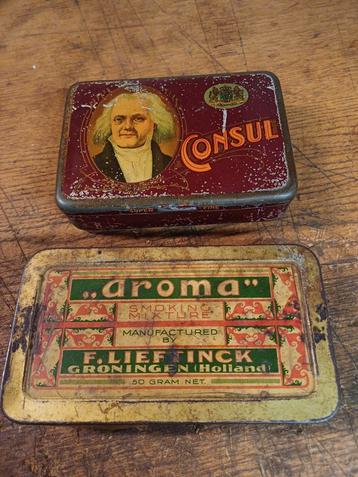 CONSUL
„aroma"
SMOKING
MIXTURE
MANUFACTURED
BY
F. LIEFTINCK
GRONINGEN (Holland)
50 GRAM NET.